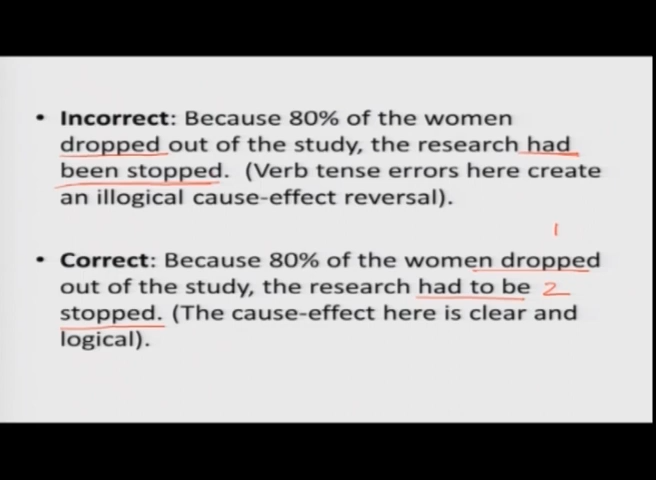 • Incorrect: Because 80% of the women
dropped out of the study, the research had
been stopped. (Verb tense errors here create
an illogical cause-effect reversal).
1
• Correct: Because 80% of the women dropped
out of the study, the research had to be 2
stopped. (The cause-effect here is clear and
logical).